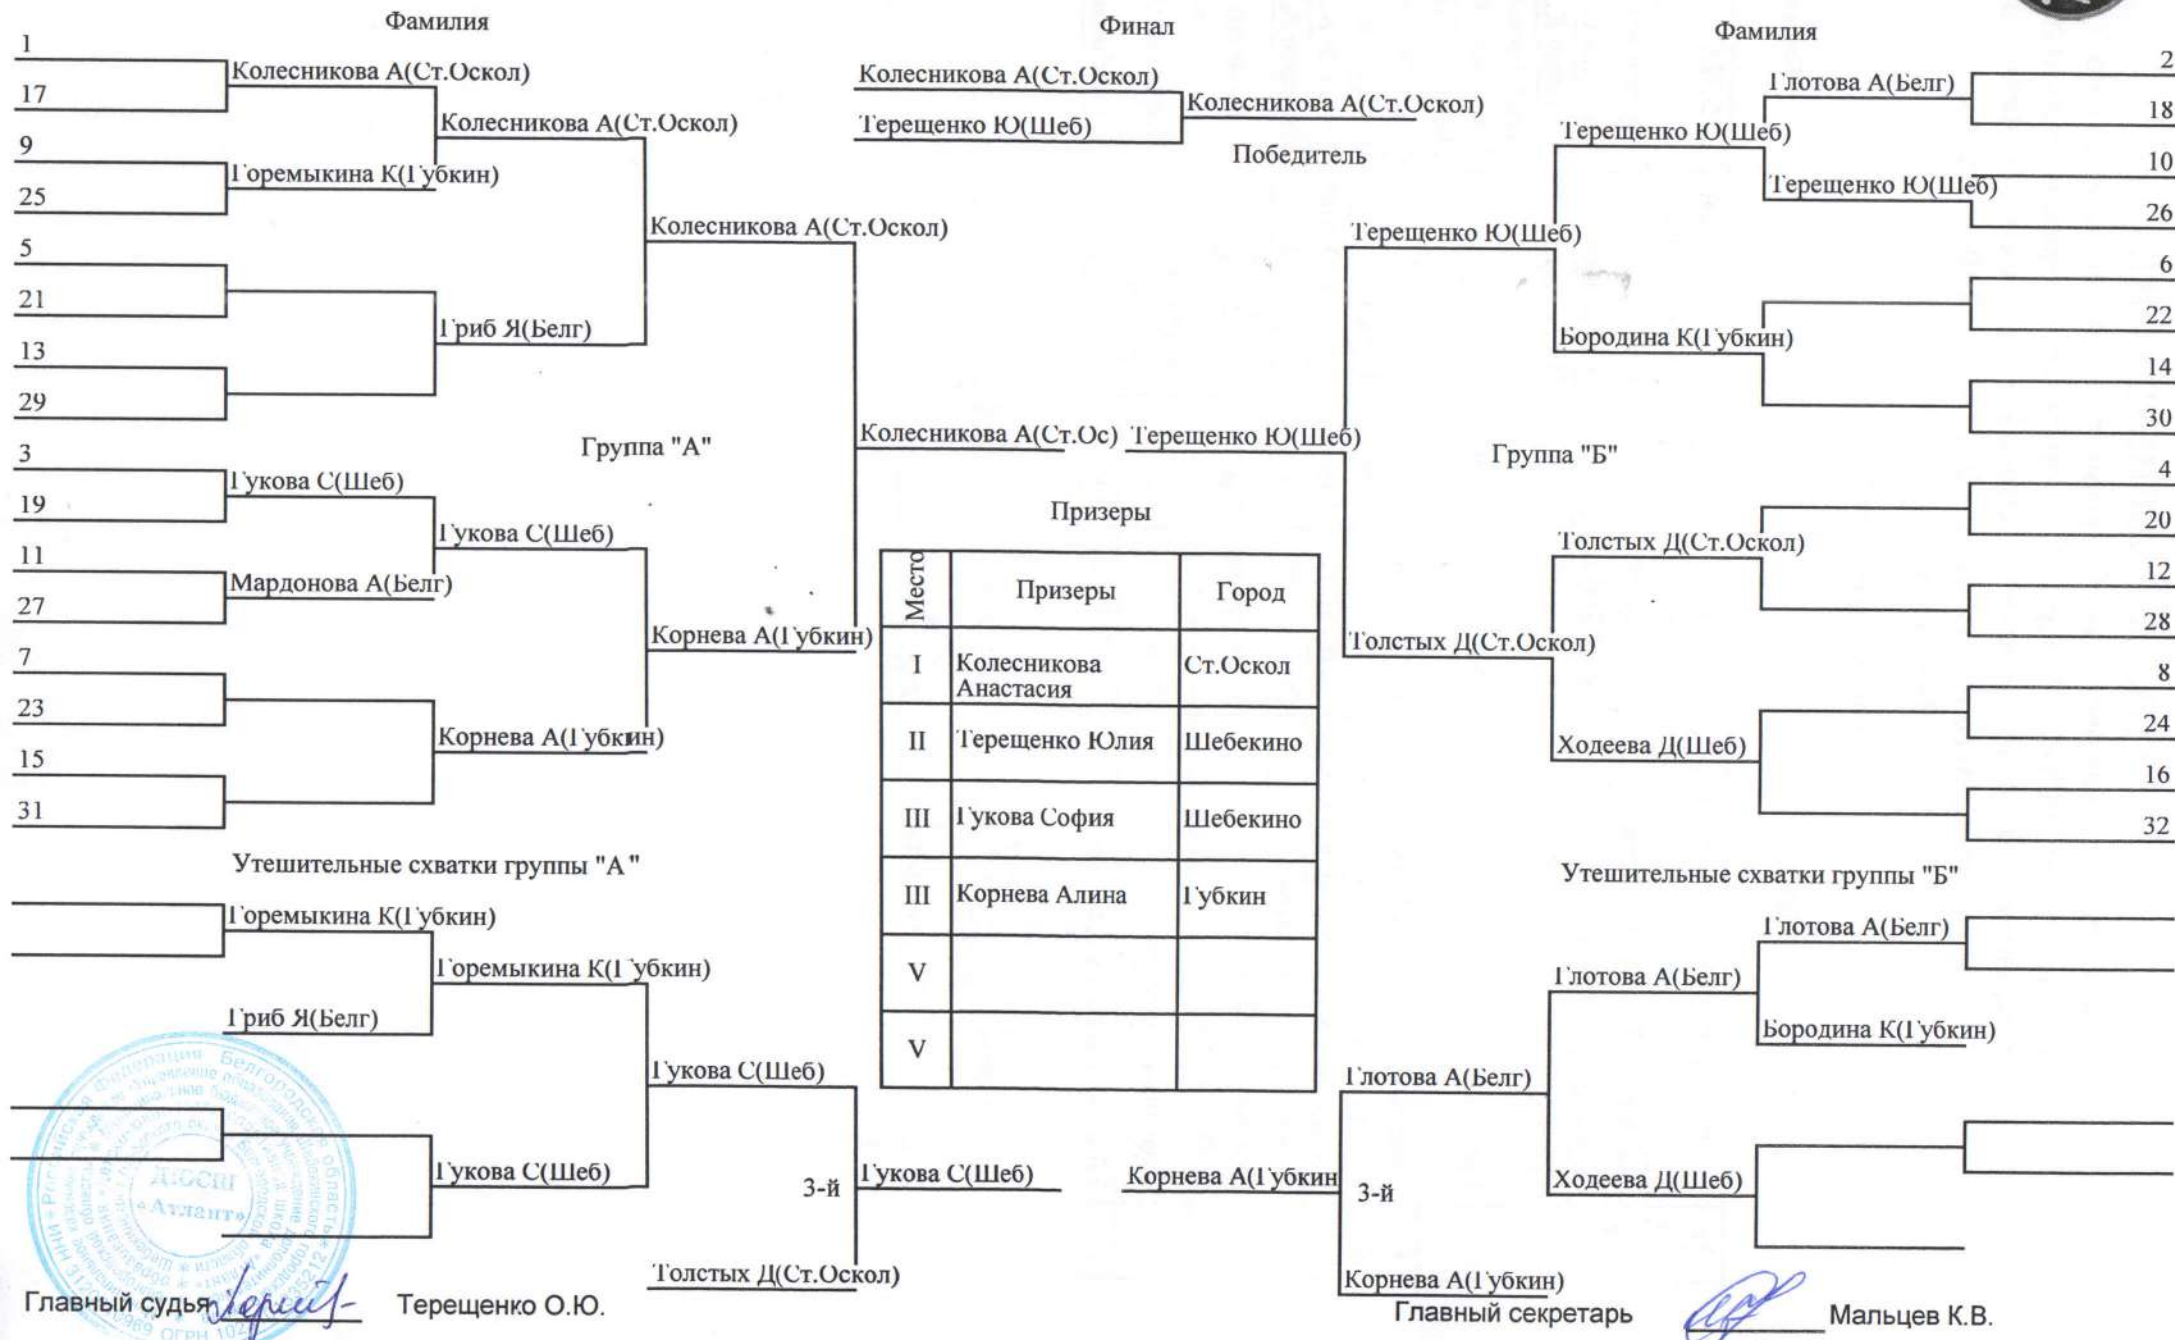 Фамилия
Финал
Фамилия
1
17
9
25
5
21
13
29
3
19
11
27
7
23
15
31
Колесникова А(Ст.Оскол)
Горемыкина К(Губкин)
Гукова С(Шеб)
Мардонова А(Белг)
Колесникова А(Ст.Оскол)
Гриб Я(Белг)
Гукова С(Шеб)
Корнева А(Губкин)
Колесникова А(Ст.Оскол)
Корнева А(Губкин)
Группа "А"
Колесникова А(Ст.Оскол)
Терещенко Ю(Шеб)
Колесникова А(Ст.Оскол)
Победитель
Колесникова А(Ст.Ос)
Терещенко Ю(Шеб)
Призеры
Место
Призеры
Город
I
Колесникова
Анастасия
Ст.Оскол
II
Терещенко Юлия
Шебекино
III
Гукова София
Шебекино
III
Корнева Алина
Губкин
V
V
Терещенко Ю(Шеб)
Толстых Д(Ст.Оскол)
Группа "Б"
Терещенко Ю(Шеб)
Бородина К(Губкин)
Толстых Д(Ст.Оскол)
Ходеева Д(Шеб)
Глотова А(Белг)
Терещенко Ю(Шеб)
2
18
10
26
6
22
14
30
4
20
12
28
8
24
16
32
Утешительные схватки группы "А"
Горемыкина К(Губкин)
Гриб Я(Белг)
Горемыкина К(Губкин)
Гукова С(Шеб)
Гукова С(Шеб)
Толстых Д(Ст.Оскол)
3-й
Гукова С(Шеб)
Утешительные схватки группы "Б"
Глотова А(Белг)
Бородина К(Губкин)
Глотова А(Белг)
Ходеева Д(Шеб)
Глотова А(Белг)
Корнева А(Губкин)
3-й
Корнева А(Губкин
Российская Федерация Белгородская область
ДЮСШ
«Атлант»
Главный судья
Терещенко О.Ю.
Главный секретарь
Мальцев К.В.